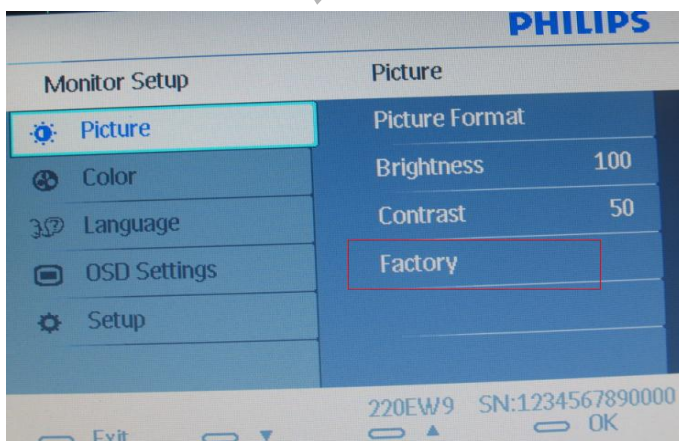 PHILIPS
Monitor Setup
Picture
Picture
Color
Language
OSD Settings
Setup
Picture Format
Brightness 100
Contrast 50
Factory
220EW9 SN:1234567890000
Exit ▼ ▲ OK